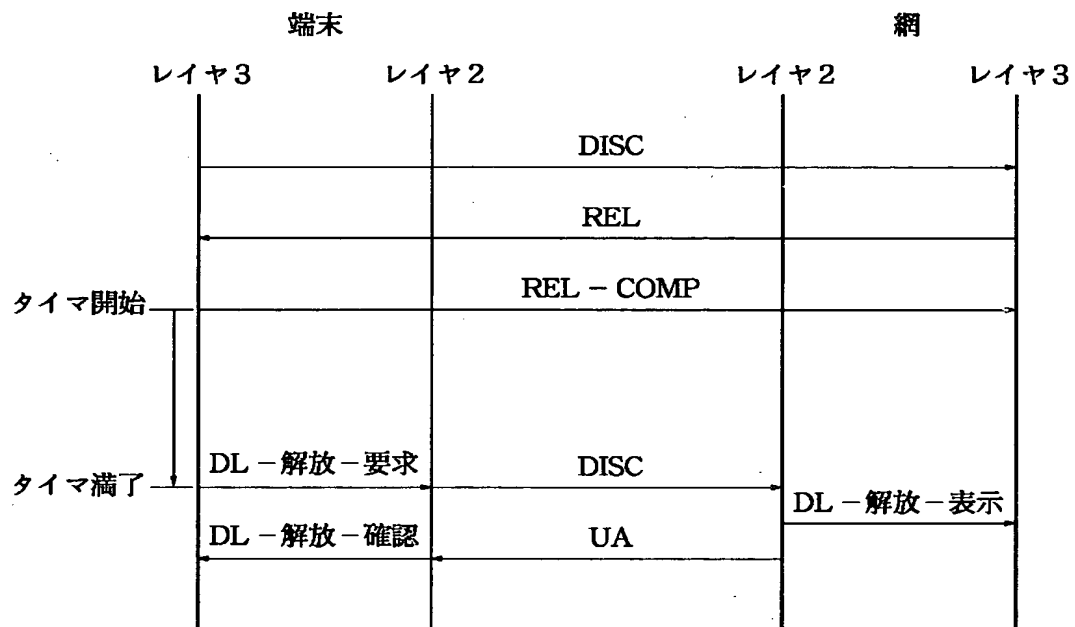 端末 網
レイヤ3 レイヤ2 レイヤ2 レイヤ3
DISC
REL
タイマ開始 REL－COMP
タイマ満了 DL－解放－要求 DISC
DL－解放－表示
DL－解放－確認 UA